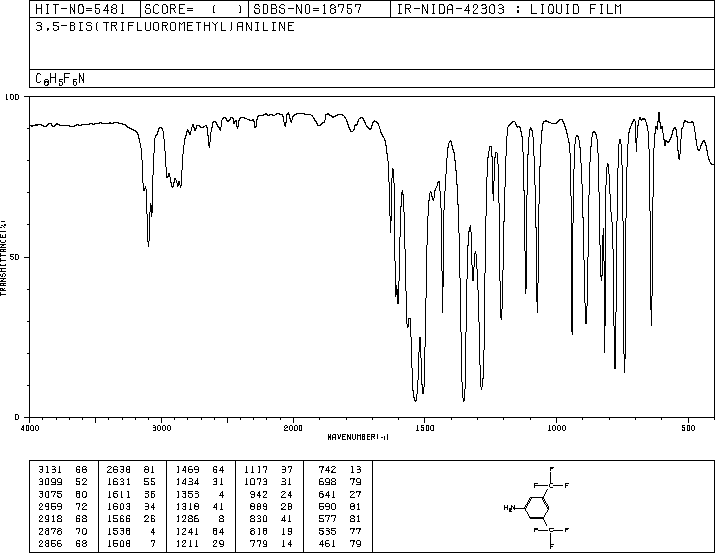 HIT-NO=5481 SCORE= ( ) SDBS-NO=18757 IR-NIDA-42303 : LIQUID FILM
3,5-BIS(TRIFLUOROMETHYL)ANILINE
C8H5F6N
100
50
0
TRANSMITTANCE(%)
4000 3000 2000 1500 1000 500
WAVENUMBER(-1)
3131 68 2638 81 1469 64 1117 37 742 13
3099 52 1631 55 1434 31 1073 31 698 79
3075 60 1611 36 1353 4 942 24 641 27
2959 72 1603 34 1318 41 889 28 590 81
2918 68 1566 26 1286 8 830 41 577 81
2878 70 1538 4 1241 84 818 19 535 77
2856 68 1508 7 1211 29 779 14 461 79
F
F C F
H2N
F C F
F